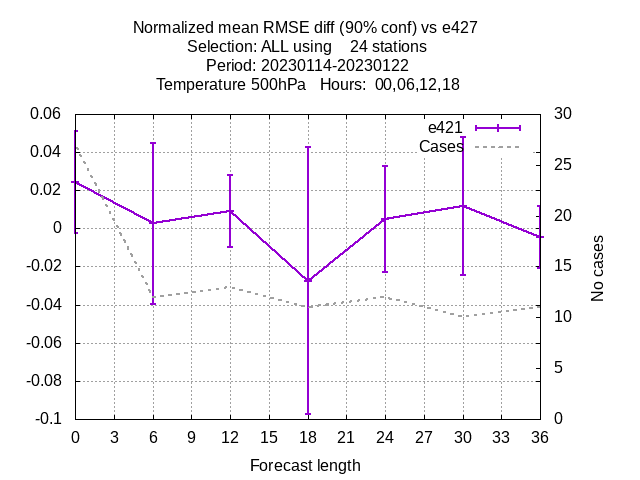 Normalized mean RMSE diff (90% conf) vs e427
Selection: ALL using    24 stations
Period: 20230114-20230122
Temperature 500hPa   Hours:  00,06,12,18
e421
Cases
0.06
0.04
0.02
0
-0.02
-0.04
-0.06
-0.08
-0.1
30
25
20
15
10
5
0
No cases
0 3 6 9 12 15 18 21 24 27 30 33 36
Forecast length